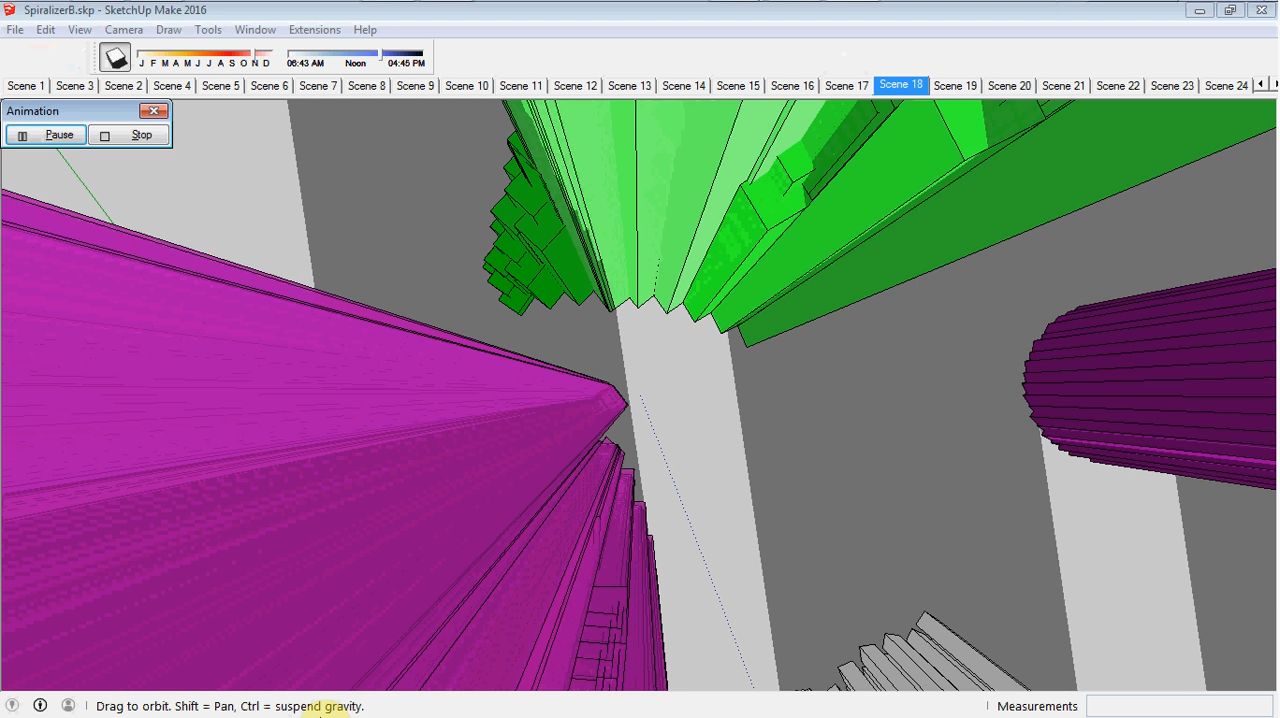 SpiralizerB.skp - SketchUp Make 2016
File Edit View Camera Draw Tools Window Extensions Help
J F M A M J J A S O N D 06:43 AM Noon 04:45 PM
Scene 1 Scene 3 Scene 2 Scene 4 Scene 5 Scene 6 Scene 7 Scene 8 Scene 9 Scene 10 Scene 11 Scene 12 Scene 13 Scene 14 Scene 15 Scene 16 Scene 17 Scene 18 Scene 19 Scene 20 Scene 21 Scene 22 Scene 23 Scene 24
Animation
Pause Stop
Drag to orbit. Shift = Pan, Ctrl = suspend gravity. Measurements